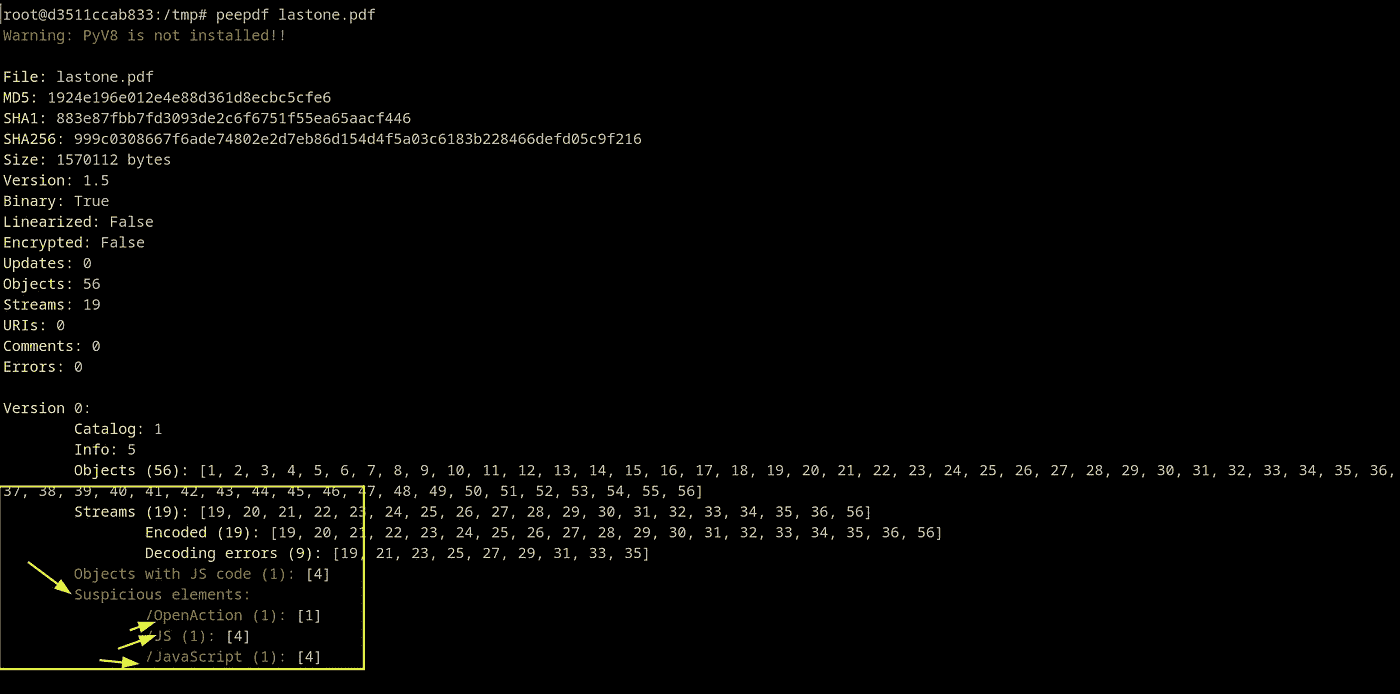 root@d3511ccab833:/tmp# peepdf lastone.pdf
Warning: PyV8 is not installed!!
File: lastone.pdf
MD5: 1924e196e012e4e88d361d8ecbc5cfe6
SHA1: 883e87fbb7fd3093de2c6f6751f55ea65aacf446
SHA256: 999c0308667f6ade74802e2d7eb86d154d4f5a03c6183b228466defd05c9f216
Size: 1570112 bytes
Version: 1.5
Binary: True
Linearized: False
Encrypted: False
Updates: 0
Objects: 56
Streams: 19
URIs: 0
Comments: 0
Errors: 0
Version 0:
Catalog: 1
Info: 5
Objects (56): [1, 2, 3, 4, 5, 6, 7, 8, 9, 10, 11, 12, 13, 14, 15, 16, 17, 18, 19, 20, 21, 22, 23, 24, 25, 26, 27, 28, 29, 30, 31, 32, 33, 34, 35, 36,
37, 38, 39, 40, 41, 42, 43, 44, 45, 46, 47, 48, 49, 50, 51, 52, 53, 54, 55, 56]
Streams (19): [19, 20, 21, 22, 23, 24, 25, 26, 27, 28, 29, 30, 31, 32, 33, 34, 35, 36, 56]
Encoded (19): [19, 20, 21, 22, 23, 24, 25, 26, 27, 28, 29, 30, 31, 32, 33, 34, 35, 36, 56]
Decoding errors (9): [19, 21, 23, 25, 27, 29, 31, 33, 35]
Objects with JS code (1): [4]
Suspicious elements:
/OpenAction (1): [1]
/JS (1): [4]
/JavaScript (1): [4]